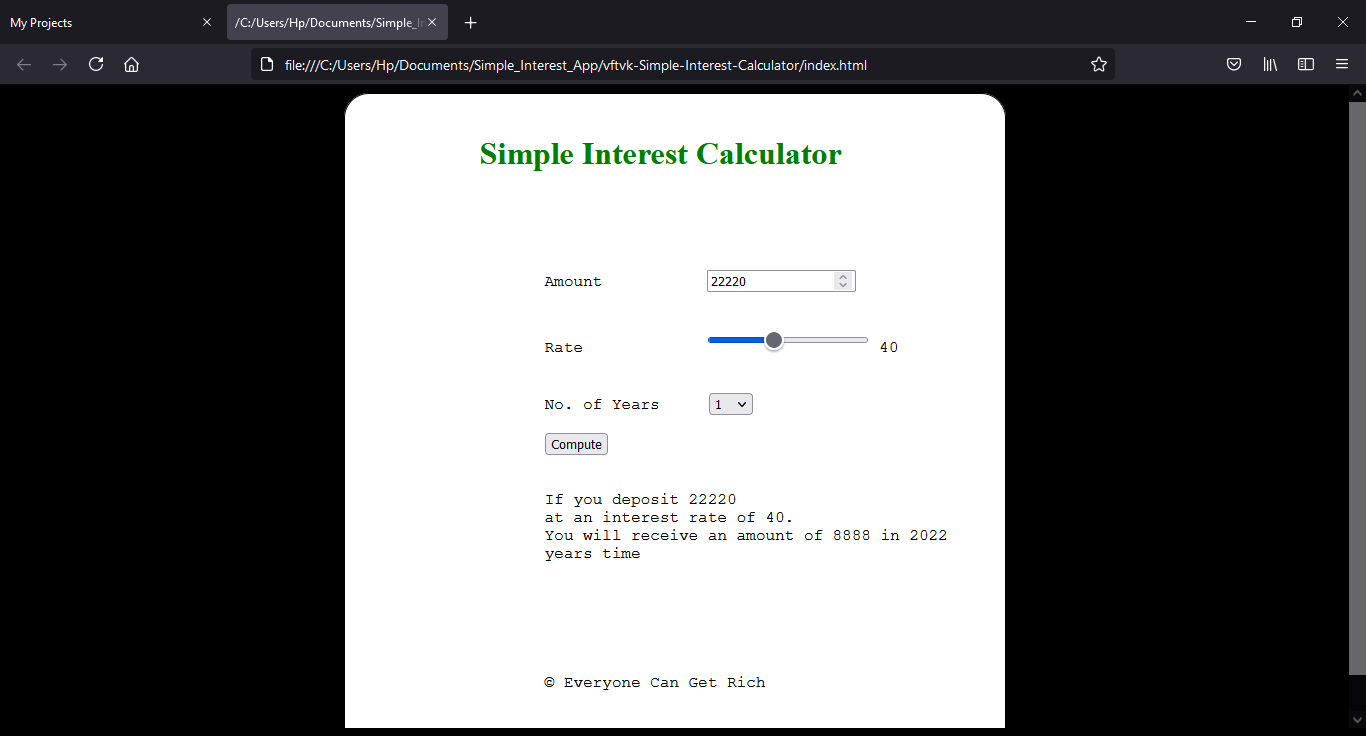 My Projects
/C:/Users/Hp/Documents/Simple_In
file:///C:/Users/Hp/Documents/Simple_Interest_App/vftvk-Simple-Interest-Calculator/index.html
Simple Interest Calculator
Amount 22220
Rate 40
No. of Years 1
Compute
If you deposit 22220
at an interest rate of 40.
You will receive an amount of 8888 in 2022
years time
© Everyone Can Get Rich